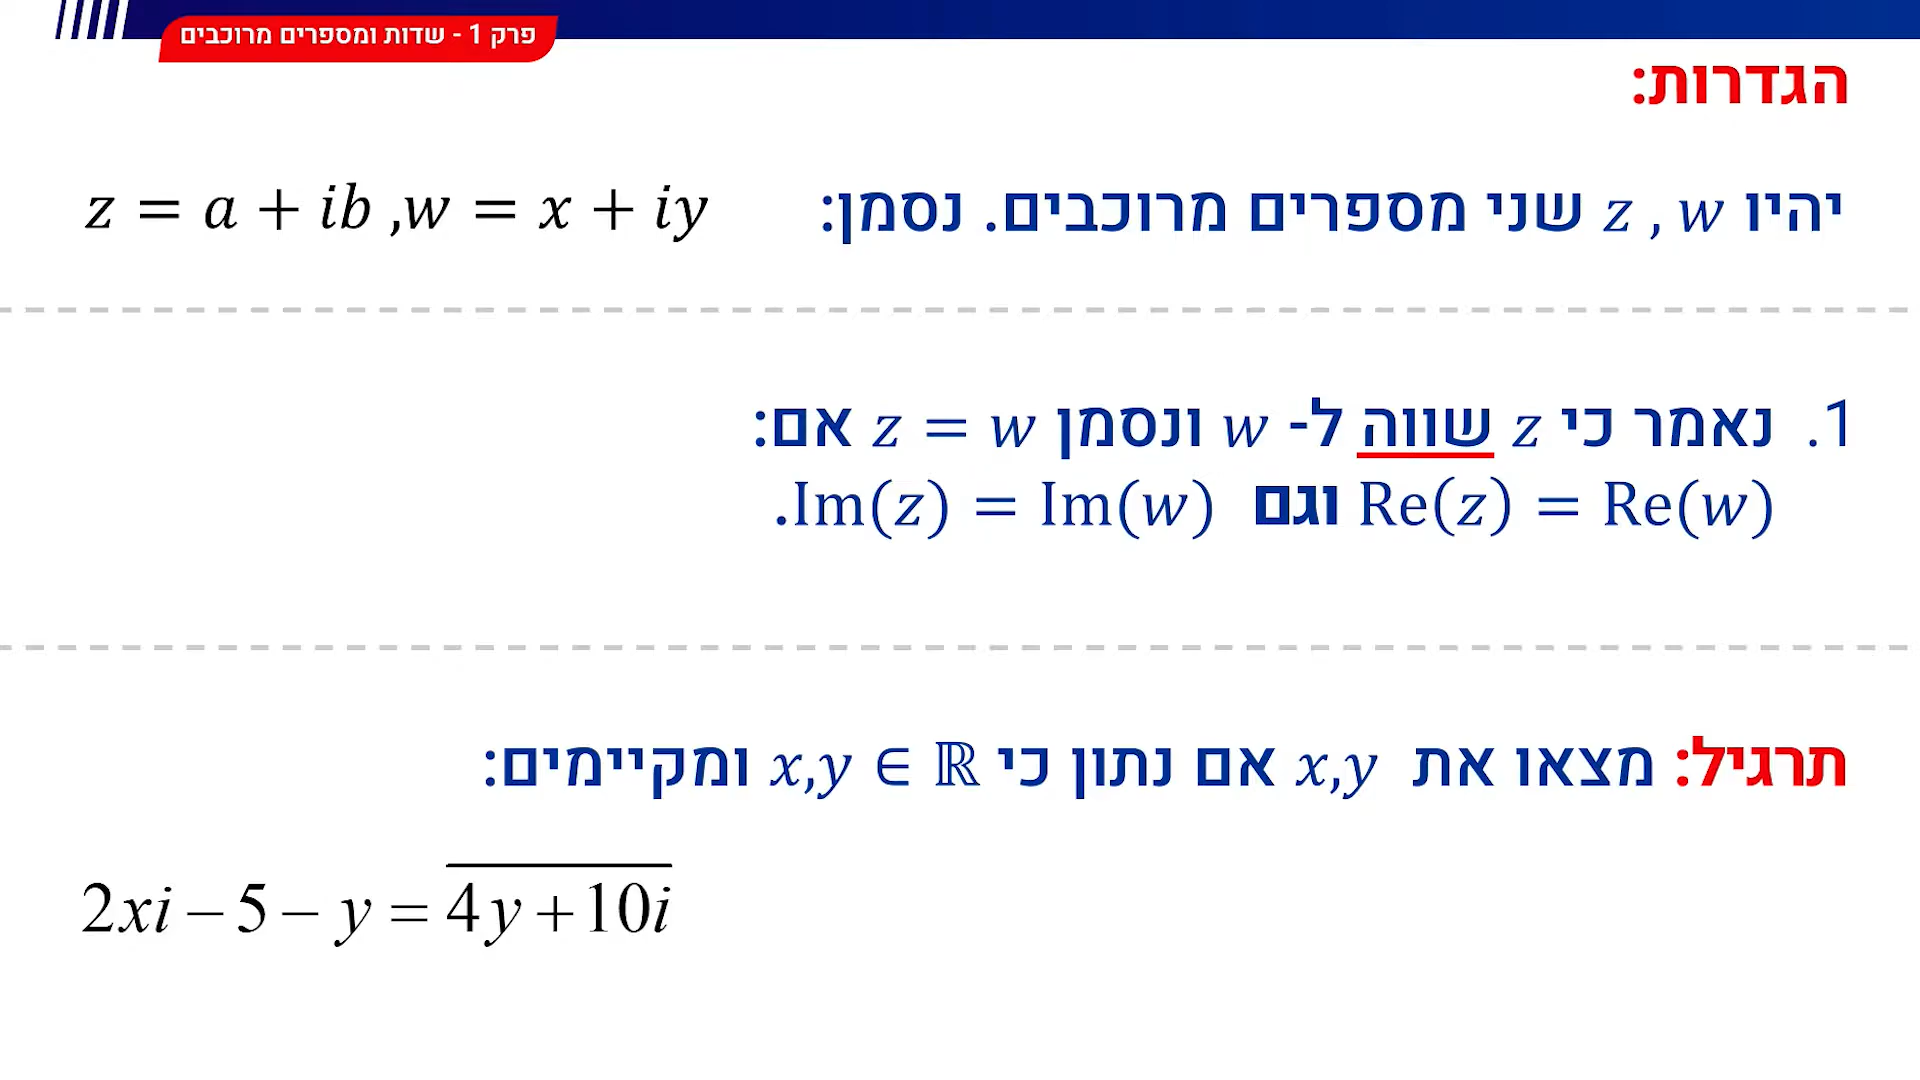 פרק 1 - שדות ומספרים מרוכבים
הגדרות:
יהיו z , w שני מספרים מרוכבים. נסמן: z = a + ib ,w = x + iy
1. נאמר כי z שווה ל- w ונסמן z = w אם:
Re(z) = Re(w) וגם Im(z) = Im(w).
תרגיל: מצאו את x,y אם נתון כי x,y ∈ ℝ ומקיימים:
2xi − 5 − y = \overline{4y + 10i}